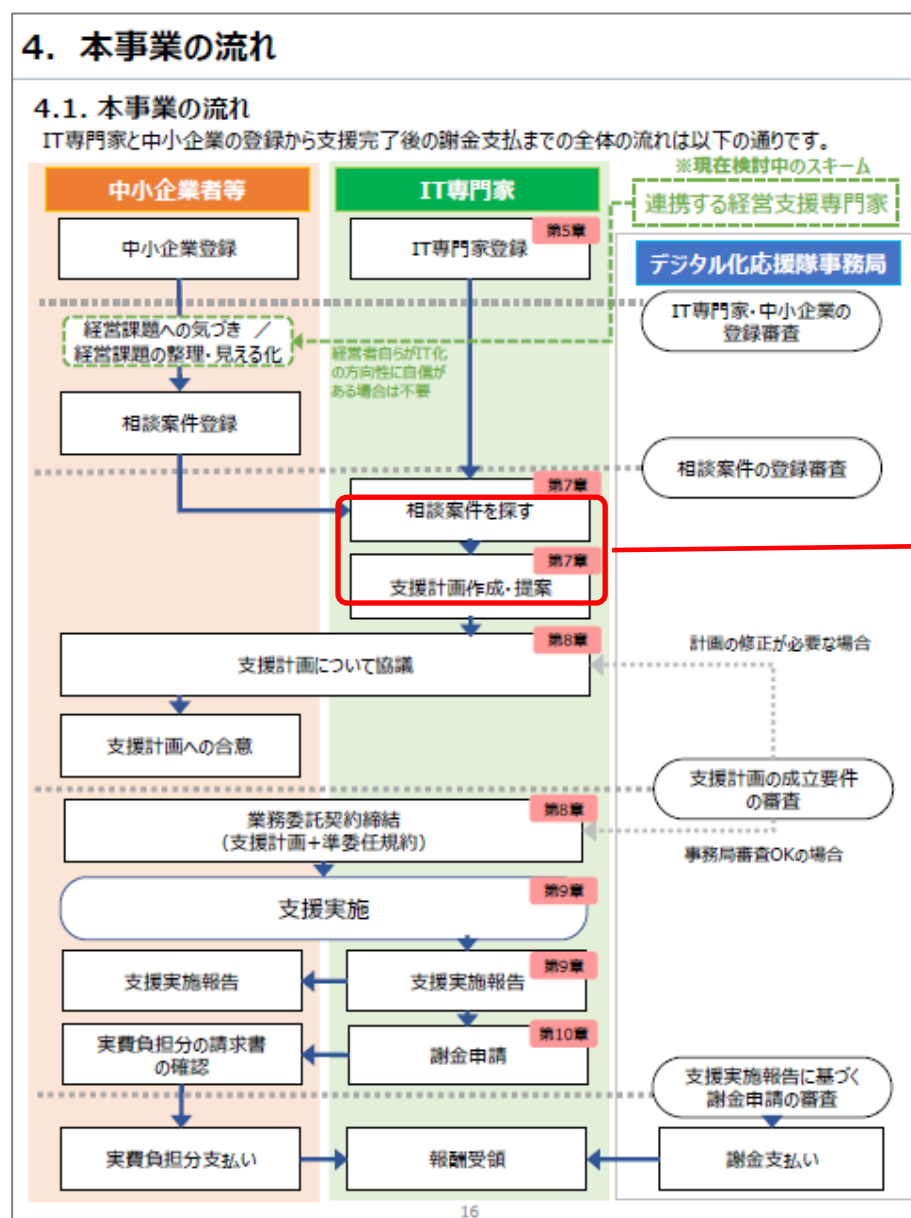 4. 本事業の流れ
4.1. 本事業の流れ
IT専門家と中小企業の登録から支援完了後の謝金支払までの全体の流れは以下の通りです。
※現在検討中のスキーム
中小企業者等
IT専門家
連携する経営支援専門家
デジタル化応援隊事務局
中小企業登録
第5章
IT専門家登録
IT専門家・中小企業の
登録審査
経営課題への気づき ／
経営課題の整理・見える化
経営者自らがIT化
の方向性に自信が
ある場合は不要
相談案件登録
相談案件の登録審査
第7章
相談案件を探す
第7章
支援計画作成・提案
第8章
支援計画について協議
計画の修正が必要な場合
支援計画への合意
支援計画の成立要件
の審査
第8章
業務委託契約締結
（支援計画＋準委任規約）
事務局審査OKの場合
第9章
支援実施
第9章
支援実施報告
支援実施報告
第10章
実費負担分の請求書
の確認
謝金申請
支援実施報告に基づく
謝金申請の審査
実費負担分支払い
報酬受領
謝金支払い
16